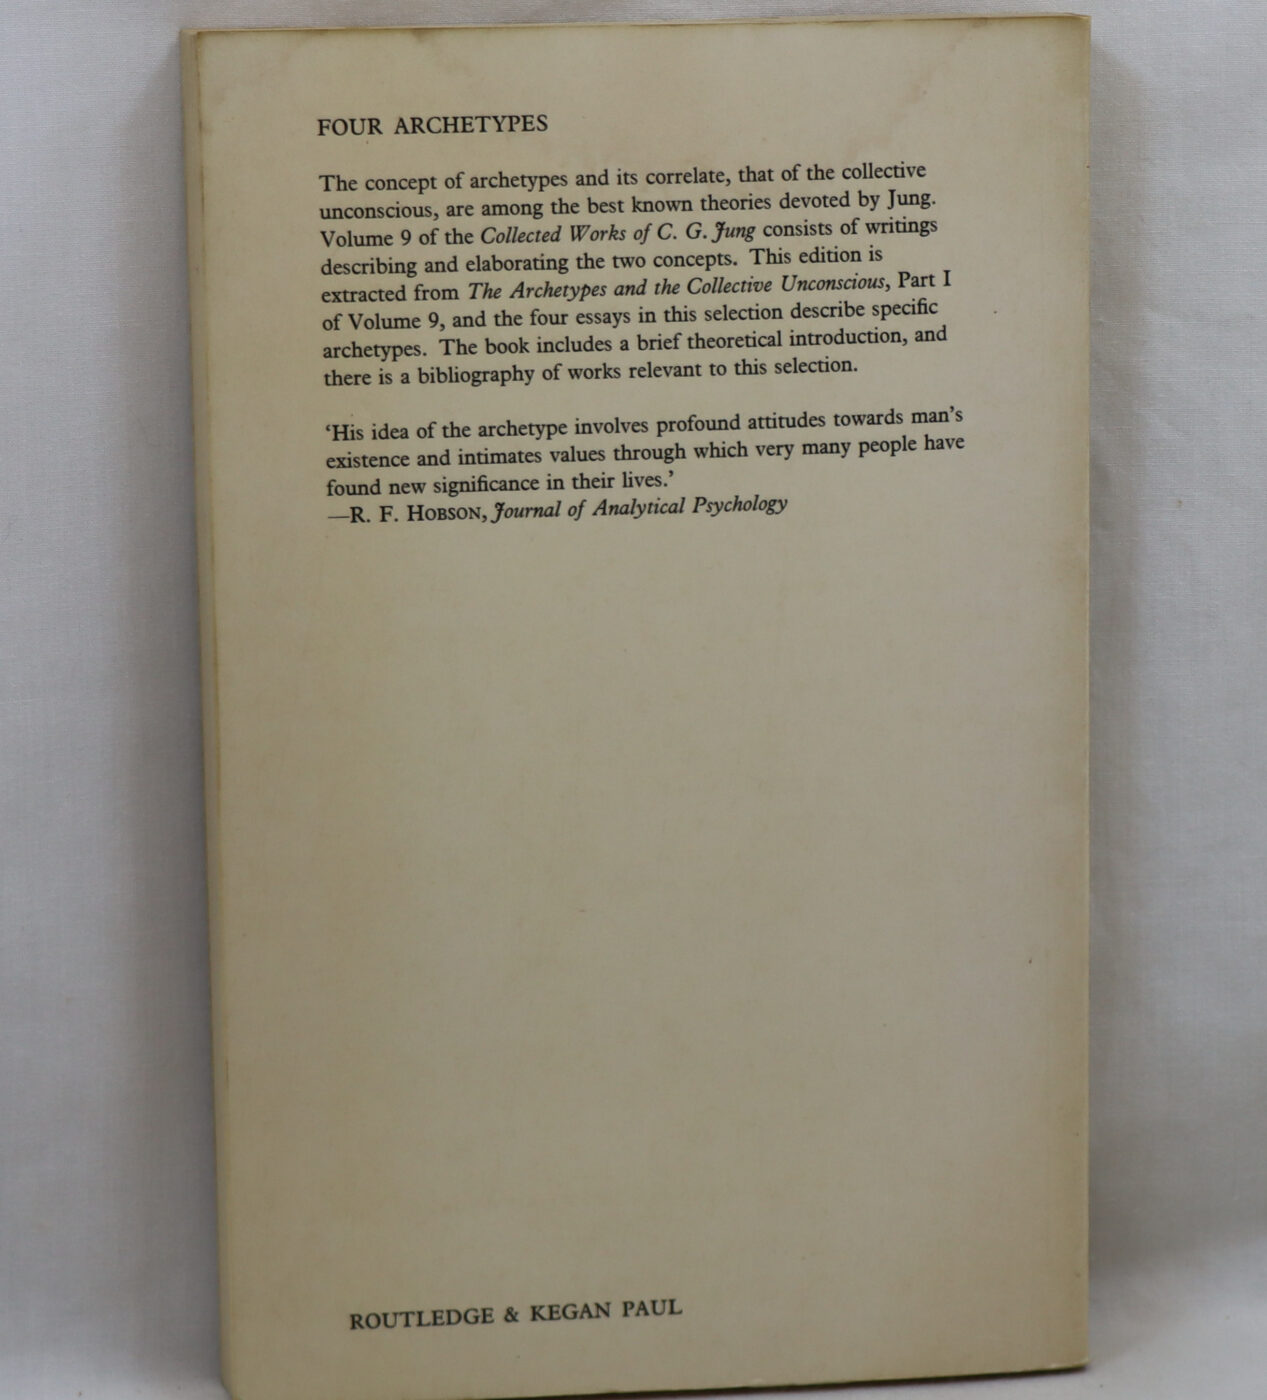 FOUR ARCHETYPES
The concept of archetypes and its correlate, that of the collective
unconscious, are among the best known theories devoted by Jung.
Volume 9 of the Collected Works of C. G. Jung consists of writings
describing and elaborating the two concepts. This edition is
extracted from The Archetypes and the Collective Unconscious, Part I
of Volume 9, and the four essays in this selection describe specific
archetypes. The book includes a brief theoretical introduction, and
there is a bibliography of works relevant to this selection.
‘His idea of the archetype involves profound attitudes towards man’s
existence and intimates values through which very many people have
found new significance in their lives.’
—R. F. HOBSON, Journal of Analytical Psychology
ROUTLEDGE & KEGAN PAUL